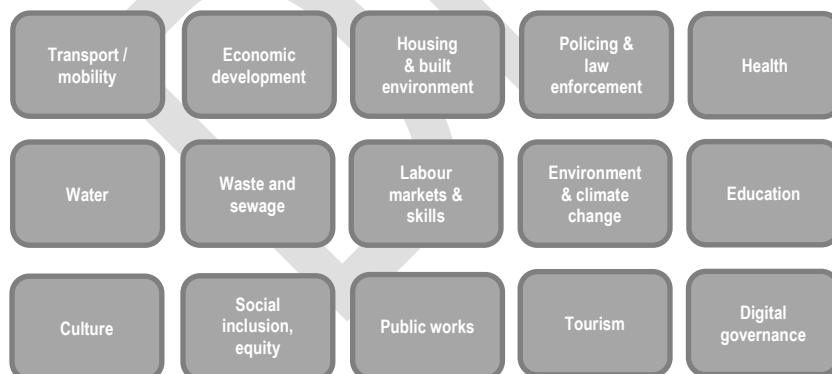 Transport /
mobility
Economic
development
Housing
& built
environment
Policing &
law
enforcement
Health
Water
Waste and
sewage
Labour
markets &
skills
Environment
& climate
change
Education
Culture
Social
inclusion,
equity
Public works
Tourism
Digital
governance